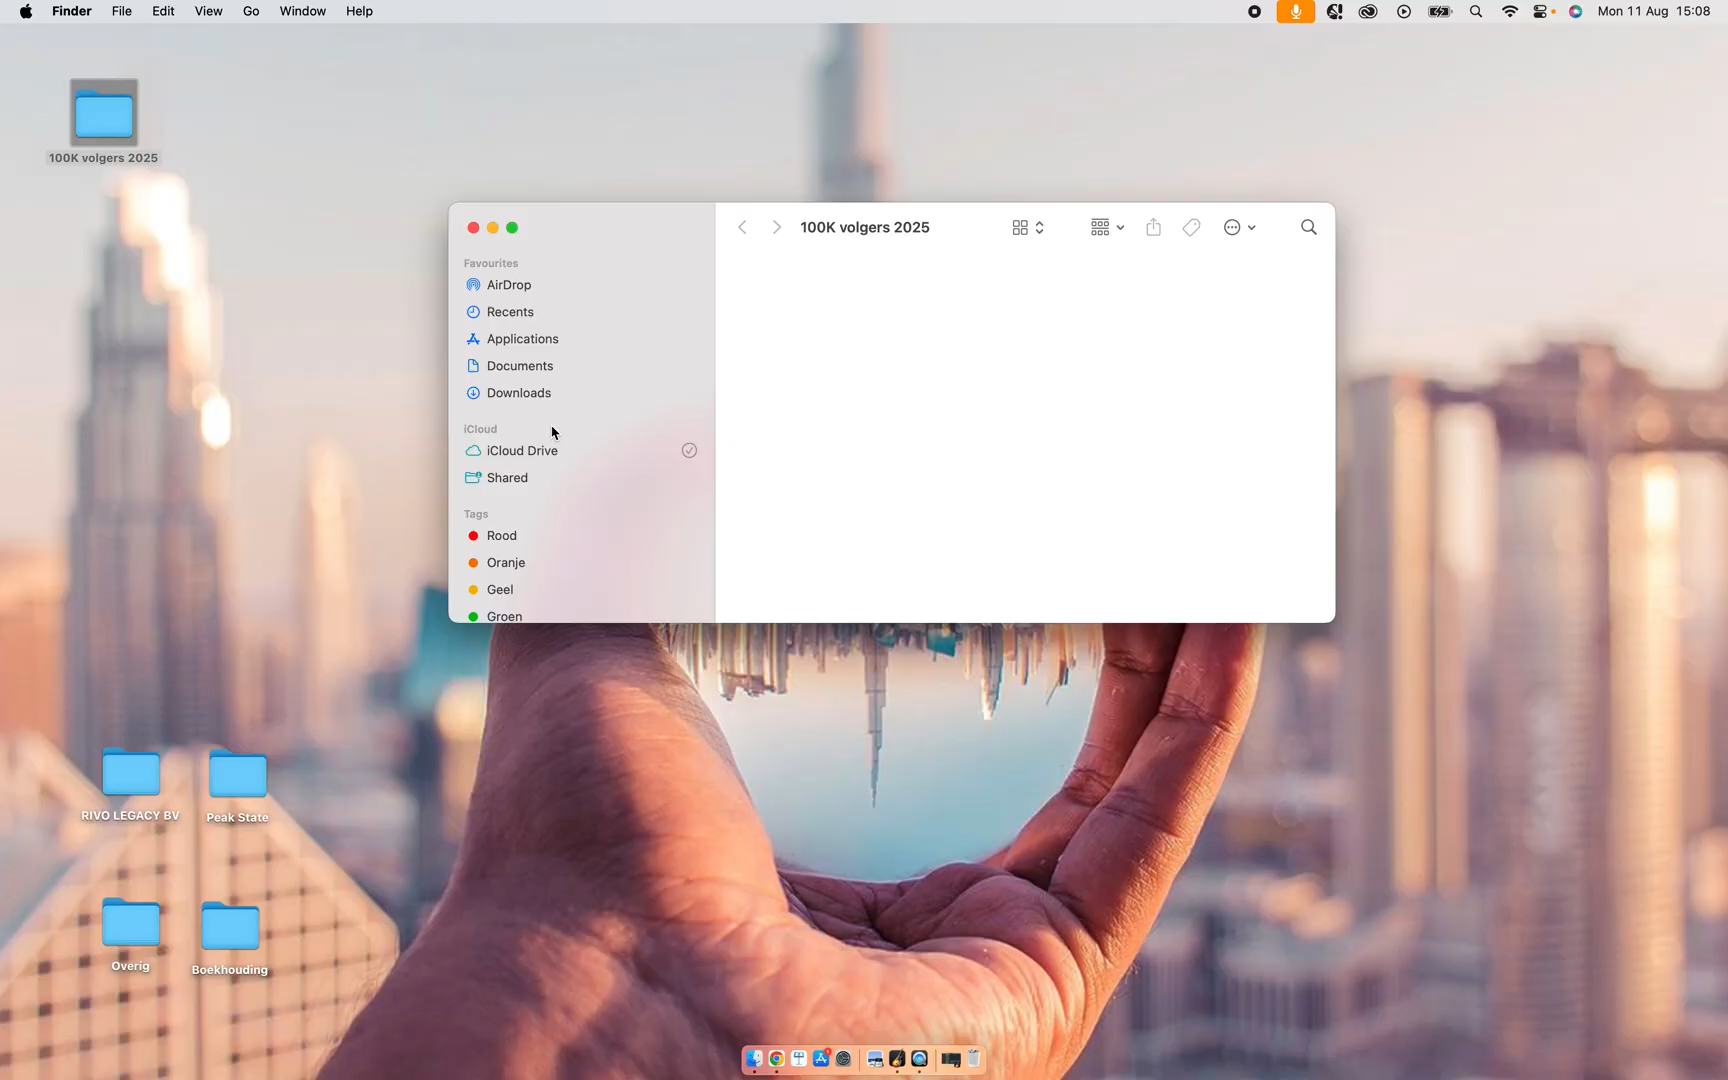 Finder File Edit View Go Window Help Mon 11 Aug 15:08
100K volgers 2025
100K volgers 2025
Favourites
AirDrop
Recents
Applications
Documents
Downloads
iCloud
iCloud Drive
Shared
Tags
Rood
Oranje
Geel
Groen
RIVO LEGACY BV
Peak State
Overig
Boekhouding